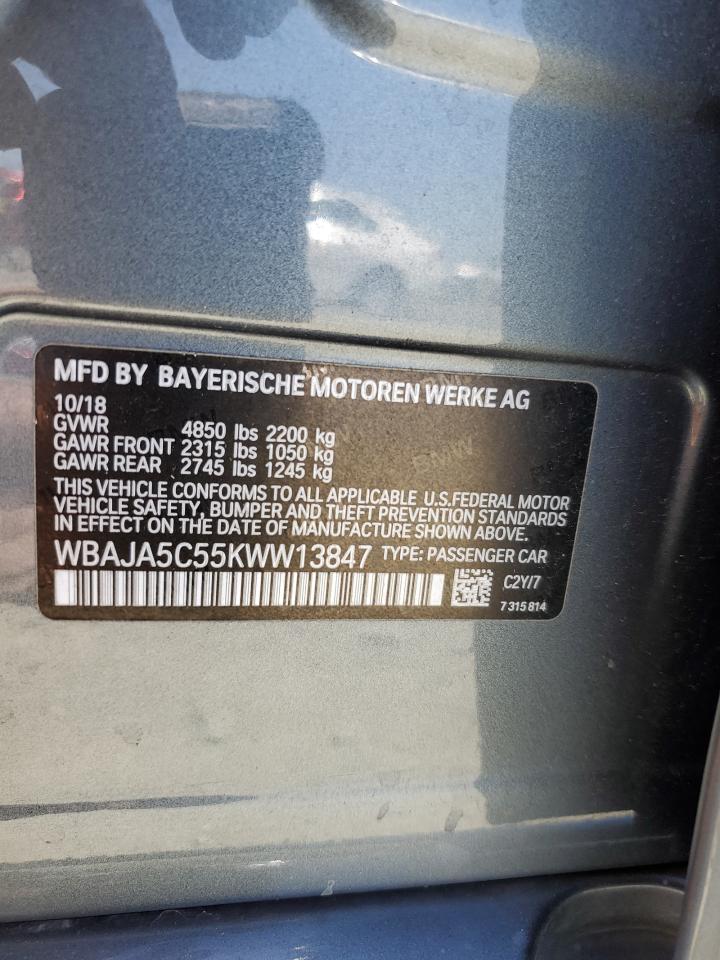 MFD BY BAYERISCHE MOTOREN WERKE AG
10/18
GVWR 4850 lbs 2200 kg
GAWR FRONT 2315 lbs 1050 kg
GAWR REAR 2745 lbs 1245 kg
THIS VEHICLE CONFORMS TO ALL APPLICABLE U.S.FEDERAL MOTOR
VEHICLE SAFETY, BUMPER AND THEFT PREVENTION STANDARDS
IN EFFECT ON THE DATE OF MANUFACTURE SHOWN ABOVE.
WBAJA5C55KWW13847 TYPE: PASSENGER CAR
C2Y/7
7 315 814
BMW